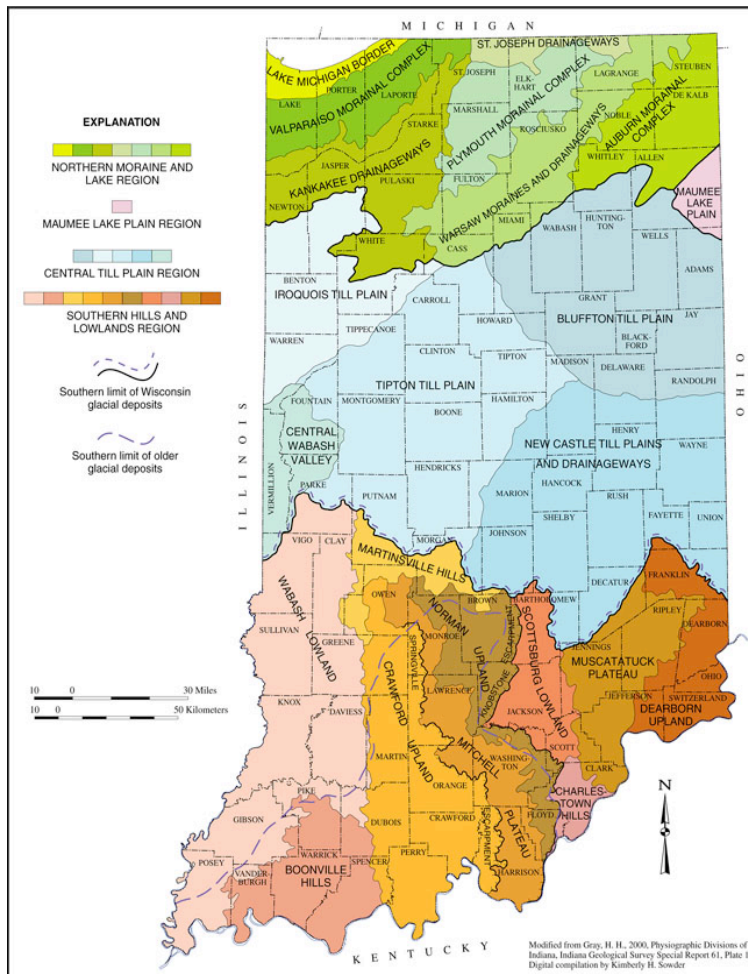 MICHIGAN
ST. JOSEPH DRAINAGEWAYS
LAKE MICHIGAN BORDER
ST. JOSEPH
ELK-
HART
LAGRANGE
STEUBEN
PORTER
LAPORTE
LAKE
VALPARAISO MORAINAL COMPLEX
MARSHALL
PLYMOUTH MORAINAL COMPLEX
NOBLE
DE KALB
AUBURN MORAINAL
COMPLEX
STARKE
KOSCIUSKO
JASPER
KANKAKEE DRAINAGEWAYS
PULASKI
FULTON
WHITLEY
ALLEN
NEWTON
WARSAW MORAINES AND DRAINAGEWAYS
MIAMI
WHITE
CASS
WABASH
HUNTING-
TON
WELLS
MAUMEE
LAKE
PLAIN
EXPLANATION
NORTHERN MORAINE AND
LAKE REGION
MAUMEE LAKE PLAIN REGION
CENTRAL TILL PLAIN REGION
SOUTHERN HILLS AND
LOWLANDS REGION
Southern limit of Wisconsin
glacial deposits
Southern limit of older
glacial deposits
BENTON
IROQUOIS TILL PLAIN
CARROLL
GRANT
ADAMS
HOWARD
BLUFFTON TILL PLAIN
JAY
TIPPECANOE
WARREN
CLINTON
TIPTON
BLACK-
FORD
MADISON
DELAWARE
RANDOLPH
TIPTON TILL PLAIN
FOUNTAIN
MONTGOMERY
HAMILTON
BOONE
CENTRAL
WABASH
VALLEY
HENRY
NEW CASTLE TILL PLAINS
AND DRAINAGEWAYS
WAYNE
ILLINOIS
OHIO
VERMILLION
PARKE
HENDRICKS
MARION
HANCOCK
PUTNAM
RUSH
SHELBY
FAYETTE
UNION
MORGAN
JOHNSON
VIGO
CLAY
MARTINSVILLE HILLS
DECATUR
FRANKLIN
WABASH LOWLAND
OWEN
BROWN
BARTHOLOMEW
RIPLEY
DEARBORN
SULLIVAN
GREENE
SPRINGVILLE
ESCARPMENT
MONROE
NORMAN UPLAND
KNOBSTONE
ESCARPMENT
SCOTTSBURG LOWLAND
JENNINGS
MUSCATATUCK
PLATEAU
OHIO
CRAWFORD UPLAND
LAWRENCE
JACKSON
JEFFERSON
SWITZERLAND
DEARBORN
UPLAND
KNOX
DAVIESS
MARTIN
MITCHELL PLATEAU
WASHING-
TON
SCOTT
CLARK
ORANGE
CHARLES-
TOWN
HILLS
PIKE
GIBSON
DUBOIS
CRAWFORD
FLOYD
POSEY
VANDER-
BURGH
WARRICK
SPENCER
PERRY
HARRISON
BOONVILLE
HILLS
10 0 30 Miles
10 0 50 Kilometers
N
KENTUCKY
Modified from Gray, H. H., 2000, Physiographic Divisions of
Indiana, Indiana Geological Survey Special Report 61, Plate 1
Digital compilation by Kimberly H. Sowder